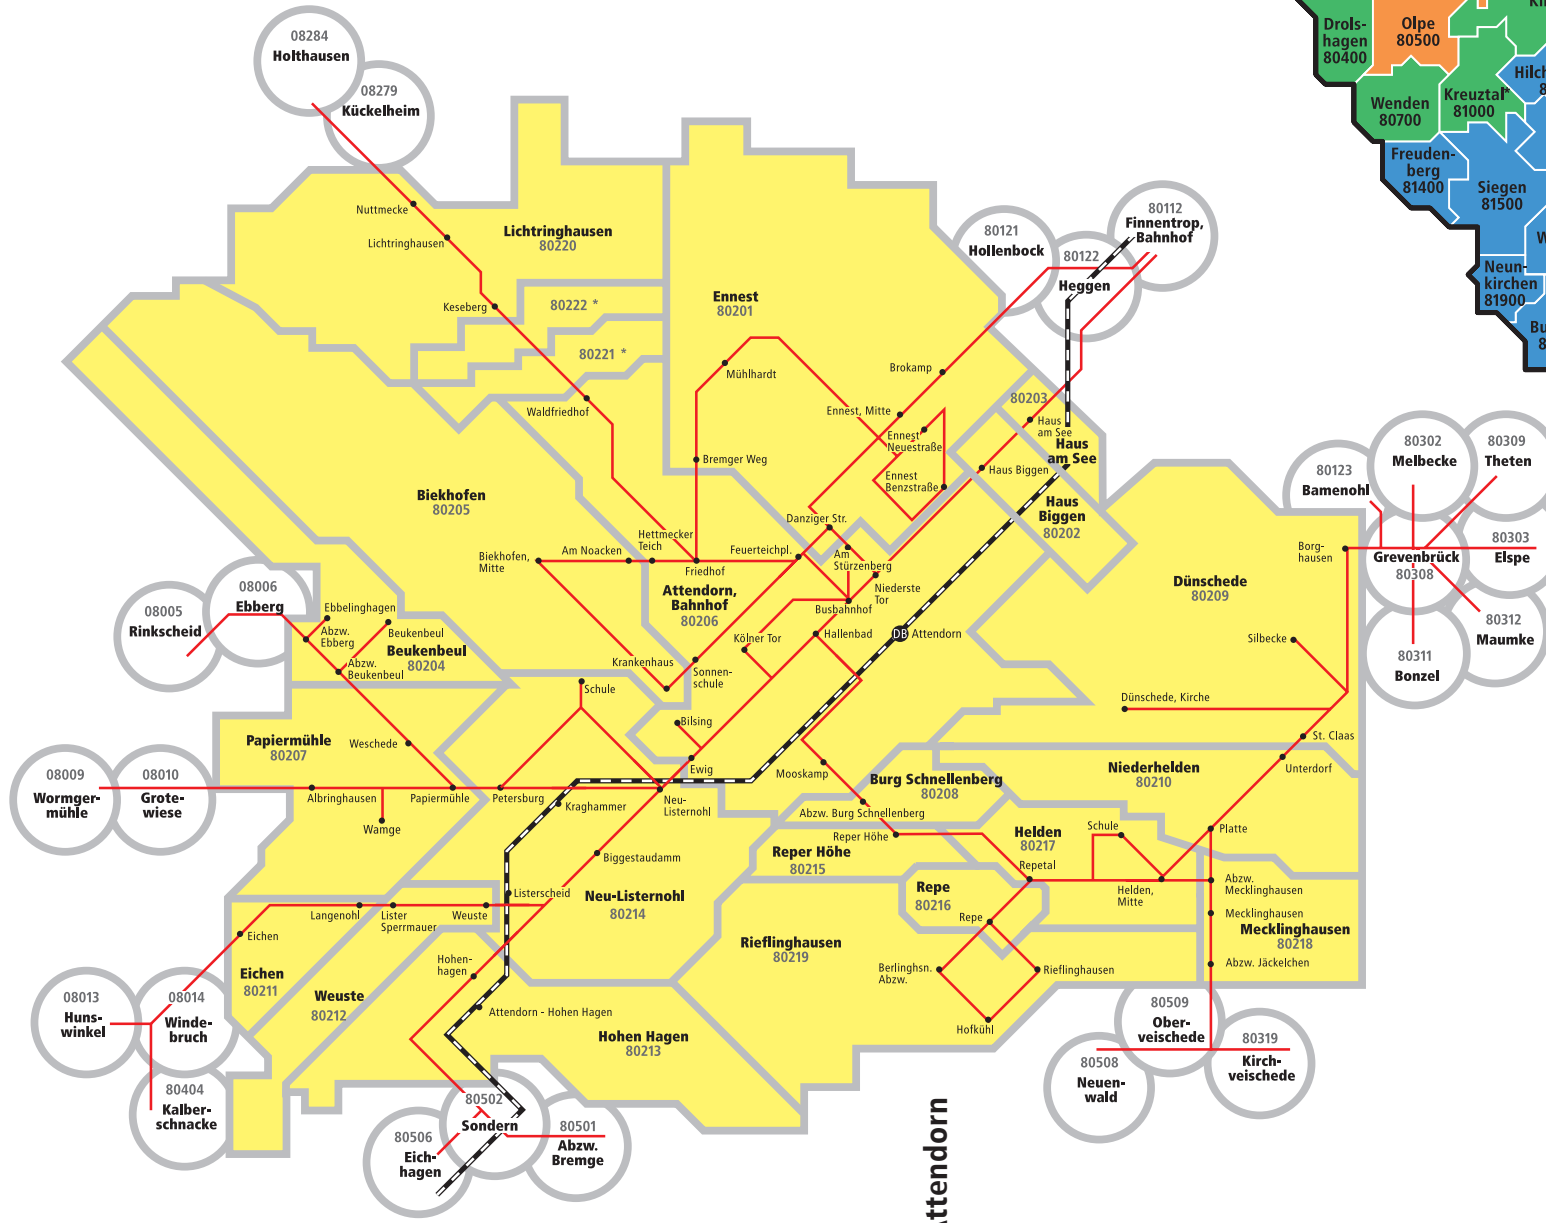 08284
Holthausen
08279
Kückelheim
Drols-
hagen
80400
Olpe
80500
Wenden
80700
Kreuztal*
81000
Freuden-
berg
81400
Siegen
81500
Neun-
kirchen
81900
Nuttmecke
Lichtringhausen
Lichtringhausen
80220
Keseberg
80222 *
80221 *
Ennest
80201
Mühlhardt
Waldfriedhof
Bremger Weg
80121
Hollenbock
80122
Heggen
80112
Finnentrop,
Bahnhof
Brokamp
Ennest, Mitte
Ennest
Neuestraße
Ennest
Benzstraße
80203
Haus
am See
Haus
am See
Haus Biggen
Haus
Biggen
80202
Biekhofen
80205
Biekhofen,
Mitte
Am Noacken
Hettmecker
Teich
Friedhof
Feuerteichpl.
Danziger Str.
Am
Stürzenberg
Niederste
Tor
Busbahnhof
Attendorn,
Bahnhof
80206
Kölner Tor
Hallenbad
DB Attendorn
Krankenhaus
Sonnen-
schule
80123
Bamenohl
80302
Melbecke
80309
Theten
80303
Elspe
Grevenbrück
80308
80312
Maumke
80311
Bonzel
Borg-
hausen
Dünschede
80209
Silbecke
Dünschede, Kirche
St. Claas
Unterdorf
08005
Rinkscheid
08006
Ebberg
Ebbelinghagen
Abzw.
Ebberg
Beukenbeul
Beukenbeul
80204
Abzw.
Beukenbeul
Papiermühle
80207
Weschede
08009
Wormger-
mühle
08010
Grote-
wiese
Albringhausen
Wamge
Papiermühle
Petersburg
Schule
Bilsing
Ewig
Neu-
Listernohl
Kraghammer
Biggestaudamm
Mooskamp
Burg Schnellenberg
80208
Abzw. Burg Schnellenberg
Reper Höhe
Reper Höhe
80215
Niederhelden
80210
Helden
80217
Schule
Platte
Repetal
Helden,
Mitte
Abzw.
Mecklinghausen
Mecklinghausen
Mecklinghausen
80218
Abzw. Jäckelchen
Repe
80216
Repe
Berlinghsn.
Abzw.
Rieflinghausen
Hofkühl
Rieflinghausen
80219
Neu-Listernohl
80214
Listerscheid
Weuste
Lister
Sperrmauer
Langenohl
Eichen
Eichen
80211
Weuste
80212
Hohen-
hagen
Attendorn - Hohen Hagen
Hohen Hagen
80213
08013
Huns-
winkel
08014
Winde-
bruch
80404
Kalber-
schnacke
80502
Sondern
80506
Eich-
hagen
80501
Abzw.
Bremge
80509
Ober-
veischede
80508
Neuen-
wald
80319
Kirch-
veischede
Attendorn